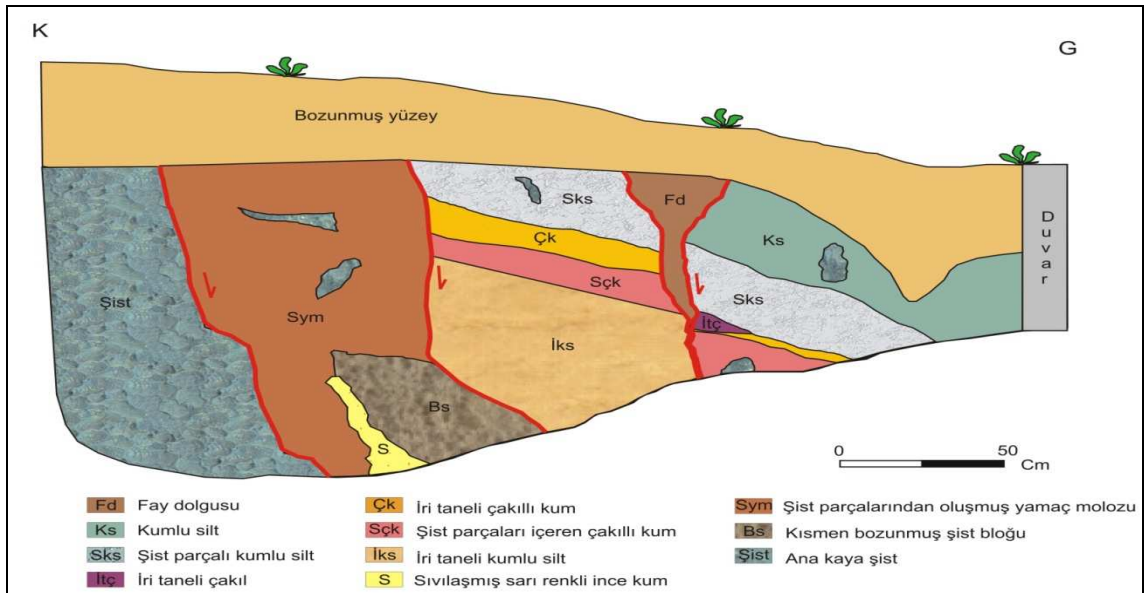 K
G
Bozunmuş yüzey
Sks
Fd
Çk
Ks
Duvar
Şist
Sçk
Sks
Sym
İtç
İks
Bs
S
0 50
Cm
Fd Fay dolgusu
Ks Kumlu silt
Sks Şist parçalı kumlu silt
İtç İri taneli çakıl
Çk İri taneli çakıllı kum
Sçk Şist parçaları içeren çakıllı kum
İks İri taneli kumlu silt
S Sıvılaşmış sarı renkli ince kum
Sym Şist parçalarından oluşmuş yamaç molozu
Bs Kısmen bozunmuş şist bloğu
Şist Ana kaya şist